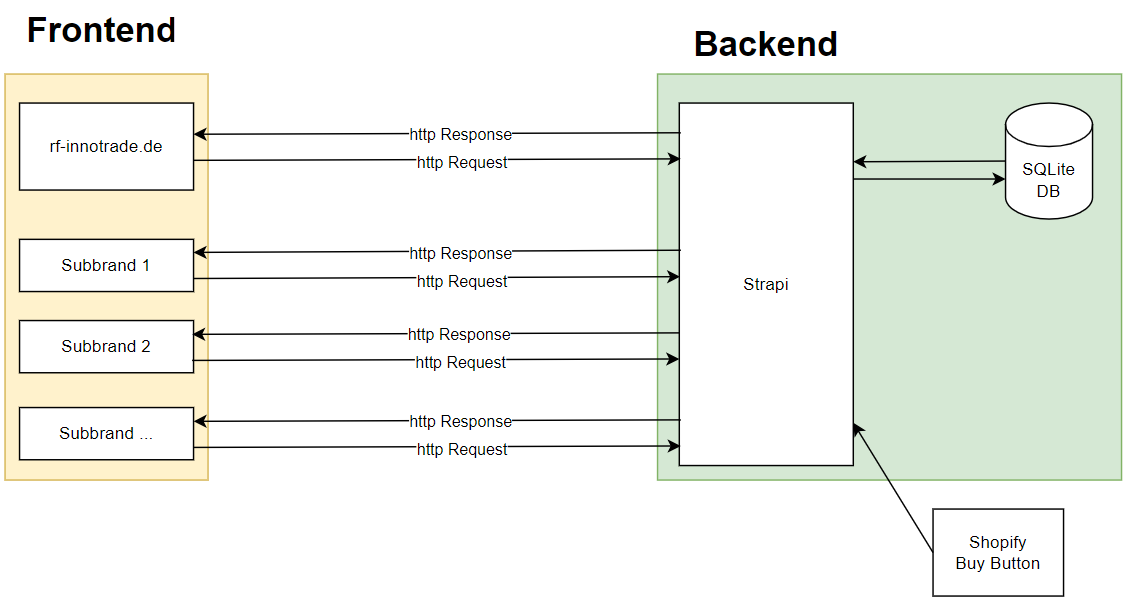 Frontend
Backend
rf-innotrade.de
http Response
http Request
SQLite
DB
Subbrand 1
http Response
http Request
Strapi
Subbrand 2
http Response
http Request
Subbrand ...
http Response
http Request
Shopify
Buy Button